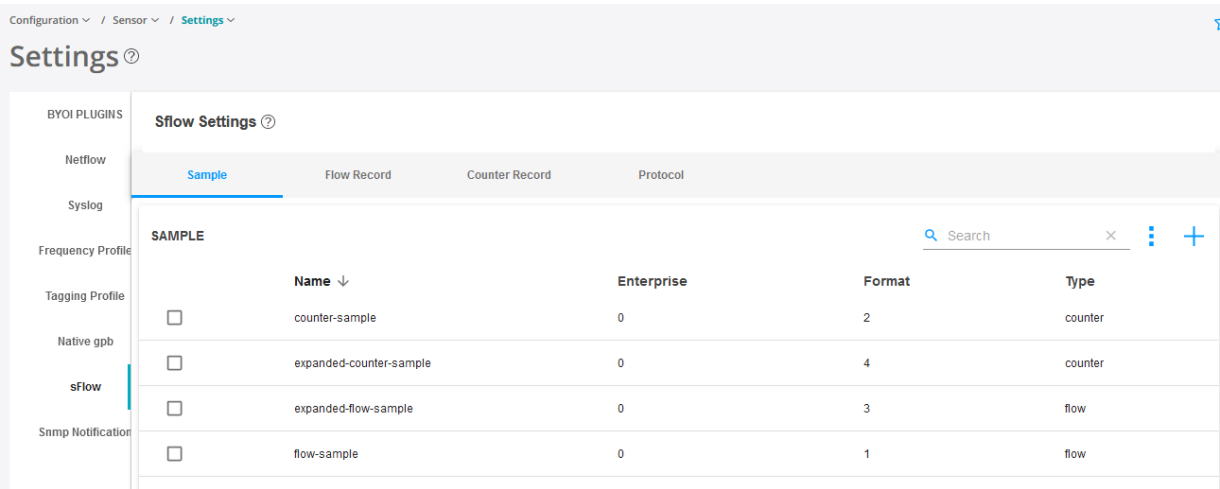 Configuration / Sensor / Settings
Settings ?
BYOI PLUGINS
Netflow
Syslog
Frequency Profile
Tagging Profile
Native gpb
sFlow
Snmp Notification
Sflow Settings ?
Sample Flow Record Counter Record Protocol
SAMPLE Search
Name Enterprise Format Type
counter-sample 0 2 counter
expanded-counter-sample 0 4 counter
expanded-flow-sample 0 3 flow
flow-sample 0 1 flow